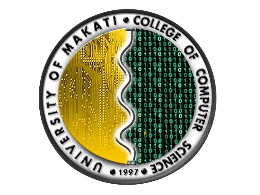 UNIVERSITY OF MAKATI • COLLEGE OF COMPUTER SCIENCE
• 1997 •